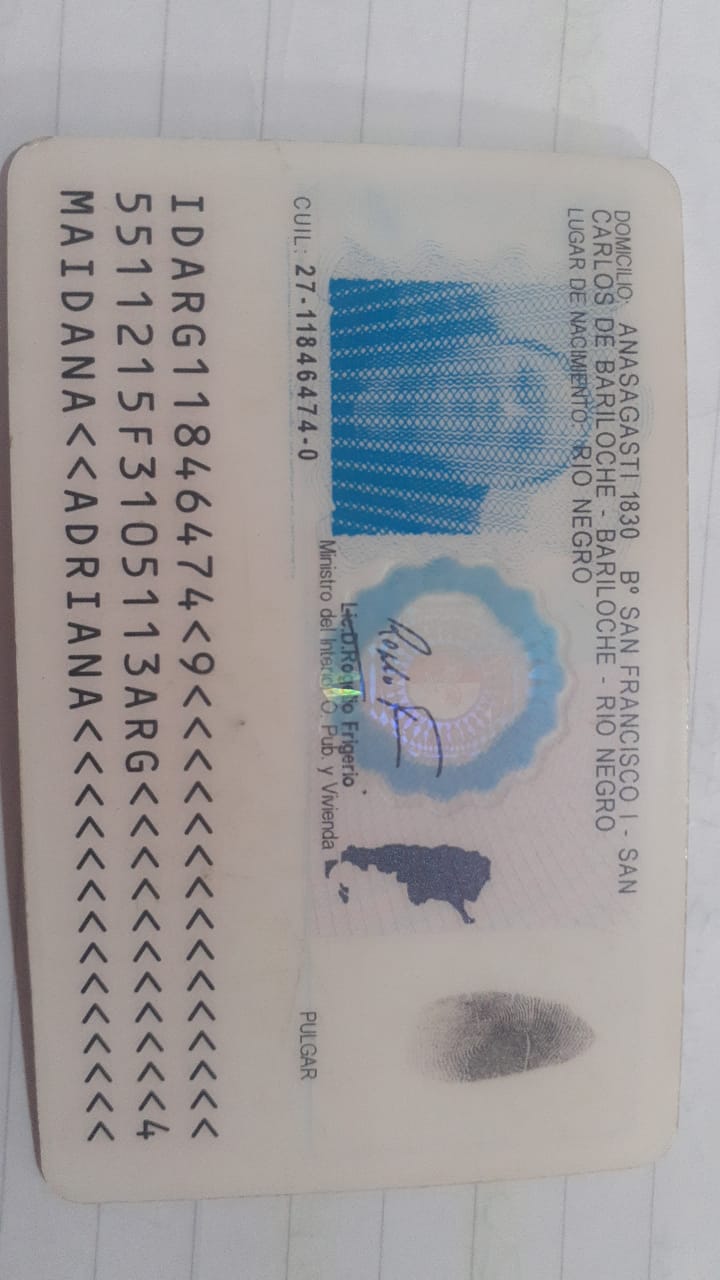 DOMICILIO: ANASAGASTI 1830 Bº SAN FRANCISCO I - SAN
CARLOS DE BARILOCHE - BARILOCHE - RIO NEGRO
LUGAR DE NACIMIENTO: RIO NEGRO
Lic.D.Rogelio Frigerio
Ministro del Interior, O. Pub. y Vivienda
CUIL: 27-11846474-0
PULGAR
IDARG11846474<9<<<<<<<<<<<<<<<
5511215F3105113ARG<<<<<<<<<<<4
MAIDANA<<ADRIANA<<<<<<<<<<<<<<